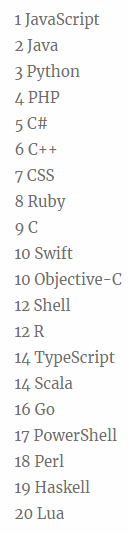 1 JavaScript
2 Java
3 Python
4 PHP
5 C#
6 C++
7 CSS
8 Ruby
9 C
10 Swift
10 Objective-C
12 Shell
12 R
14 TypeScript
14 Scala
16 Go
17 PowerShell
18 Perl
19 Haskell
20 Lua